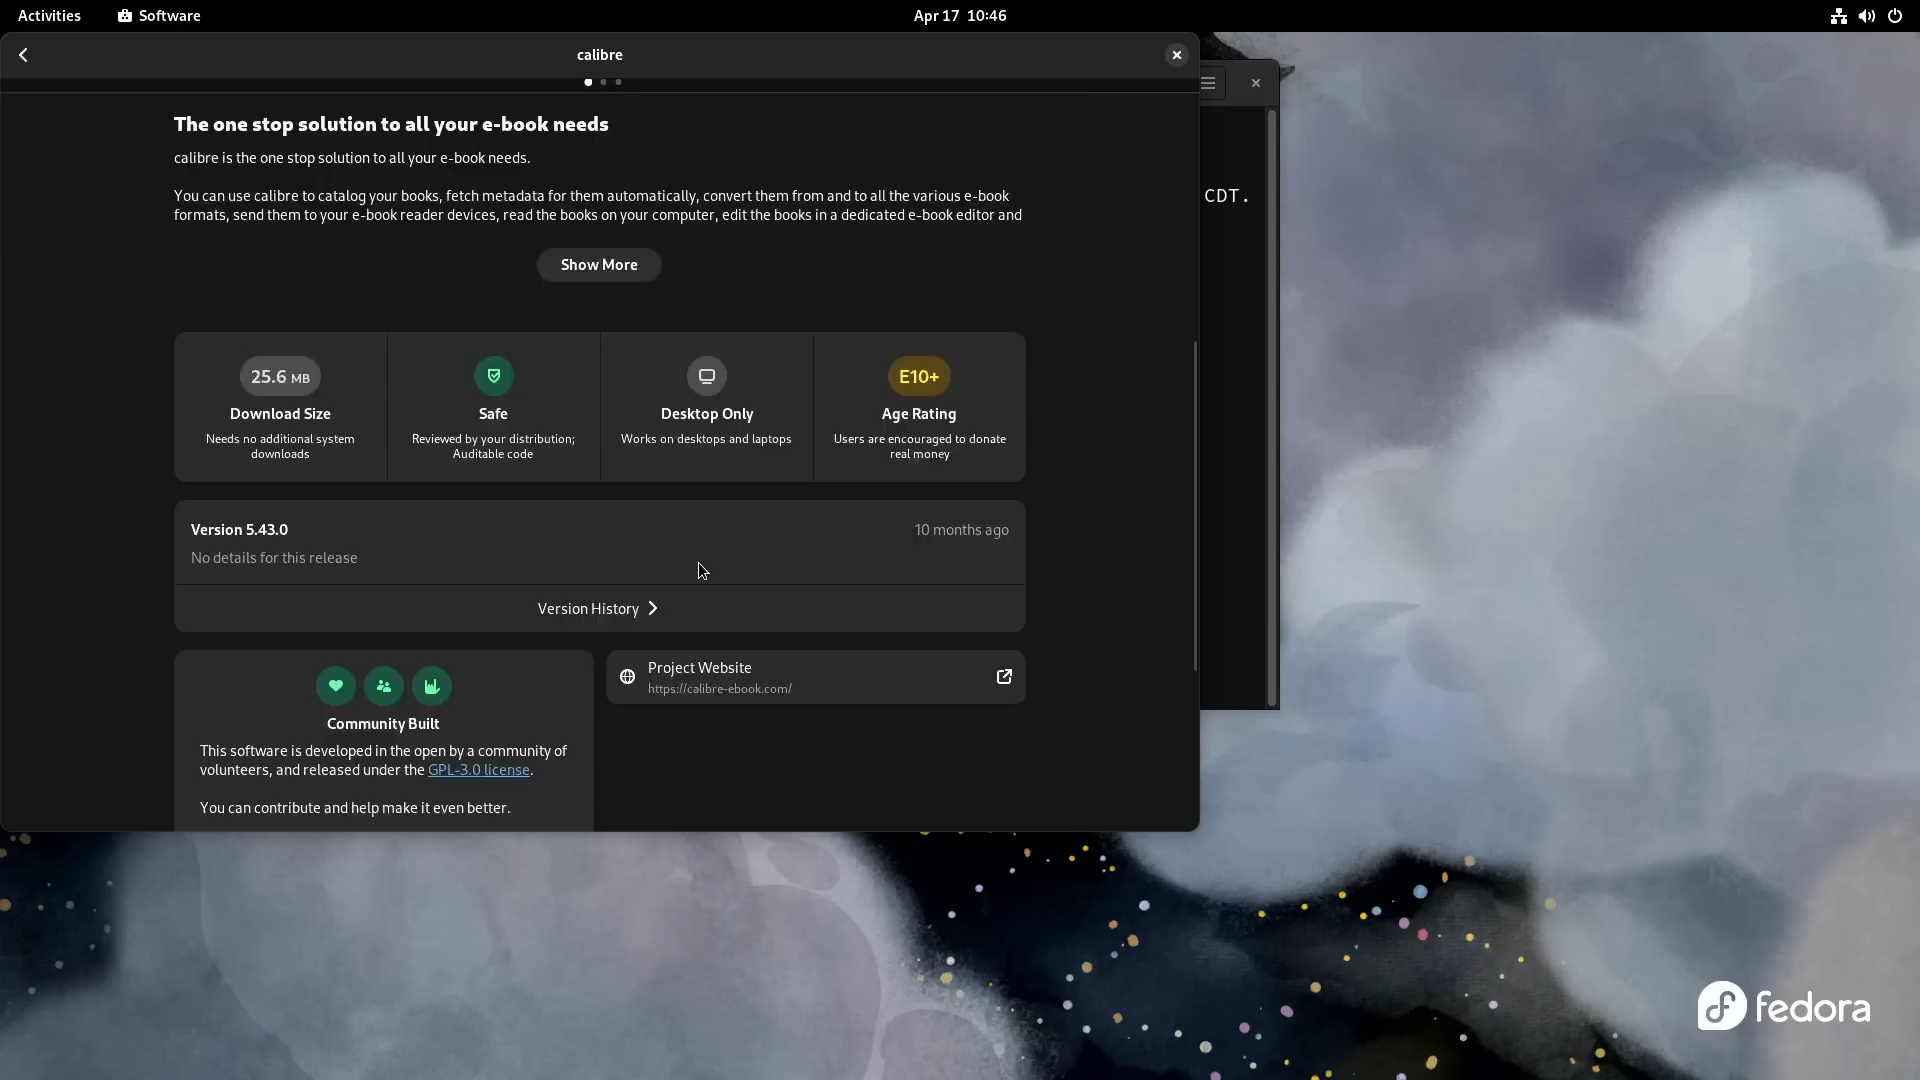 Activities
Software
Apr 17 10:46
calibre
CDT.
The one stop solution to all your e-book needs
calibre is the one stop solution to all your e-book needs.
You can use calibre to catalog your books, fetch metadata for them automatically, convert them from and to all the various e-book
formats, send them to your e-book reader devices, read the books on your computer, edit the books in a dedicated e-book editor and
Show More
25.6 MB
Download Size
Needs no additional system
downloads
Safe
Reviewed by your distribution;
Auditable code
Desktop Only
Works on desktops and laptops
E10+
Age Rating
Users are encouraged to donate
real money
Version 5.43.0
10 months ago
No details for this release
Version History
Community Built
This software is developed in the open by a community of
volunteers, and released under the GPL-3.0 license.
You can contribute and help make it even better.
Project Website
https://calibre-ebook.com/
fedora